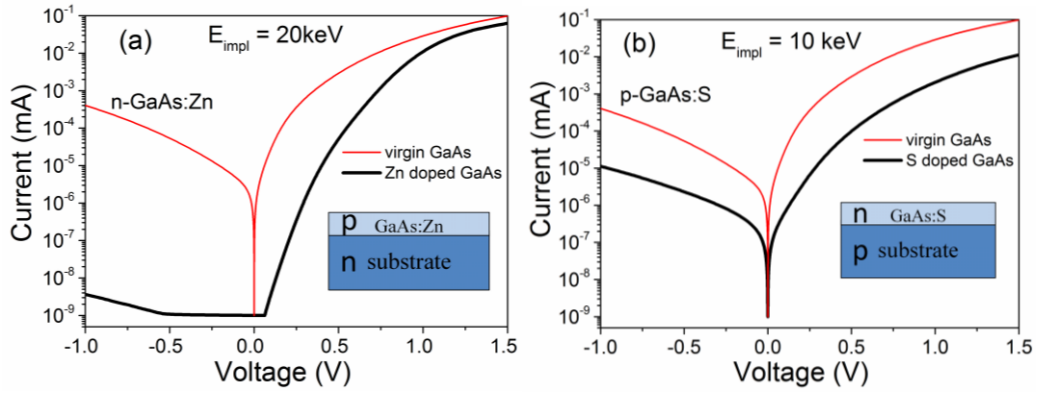 (a)
E_impl = 20keV
n-GaAs:Zn
virgin GaAs
Zn doped GaAs
p GaAs:Zn
n substrate
Current (mA)
10^-1
10^-2
10^-3
10^-4
10^-5
10^-6
10^-7
10^-8
10^-9
-1.0 -0.5 0.0 0.5 1.0 1.5
Voltage (V)
(b)
E_impl = 10 keV
p-GaAs:S
virgin GaAs
S doped GaAs
n GaAs:S
p substrate
Current (mA)
10^-1
10^-2
10^-3
10^-4
10^-5
10^-6
10^-7
10^-8
10^-9
-1.0 -0.5 0.0 0.5 1.0 1.5
Voltage (V)